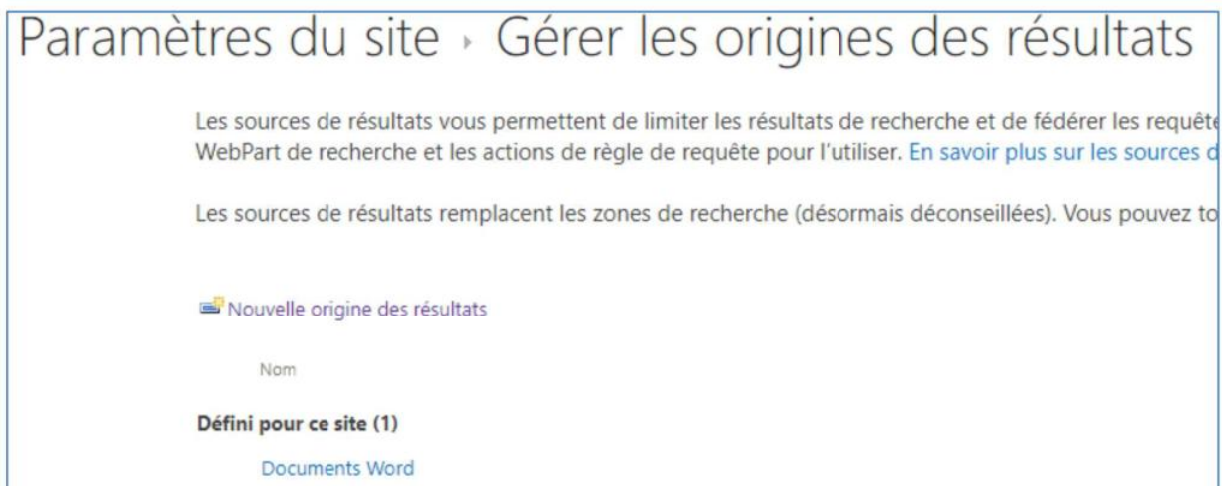 Paramètres du site ▸ Gérer les origines des résultats
Les sources de résultats vous permettent de limiter les résultats de recherche et de fédérer les requête
WebPart de recherche et les actions de règle de requête pour l'utiliser. En savoir plus sur les sources d
Les sources de résultats remplacent les zones de recherche (désormais déconseillées). Vous pouvez to
Nouvelle origine des résultats
Nom
Défini pour ce site (1)
Documents Word